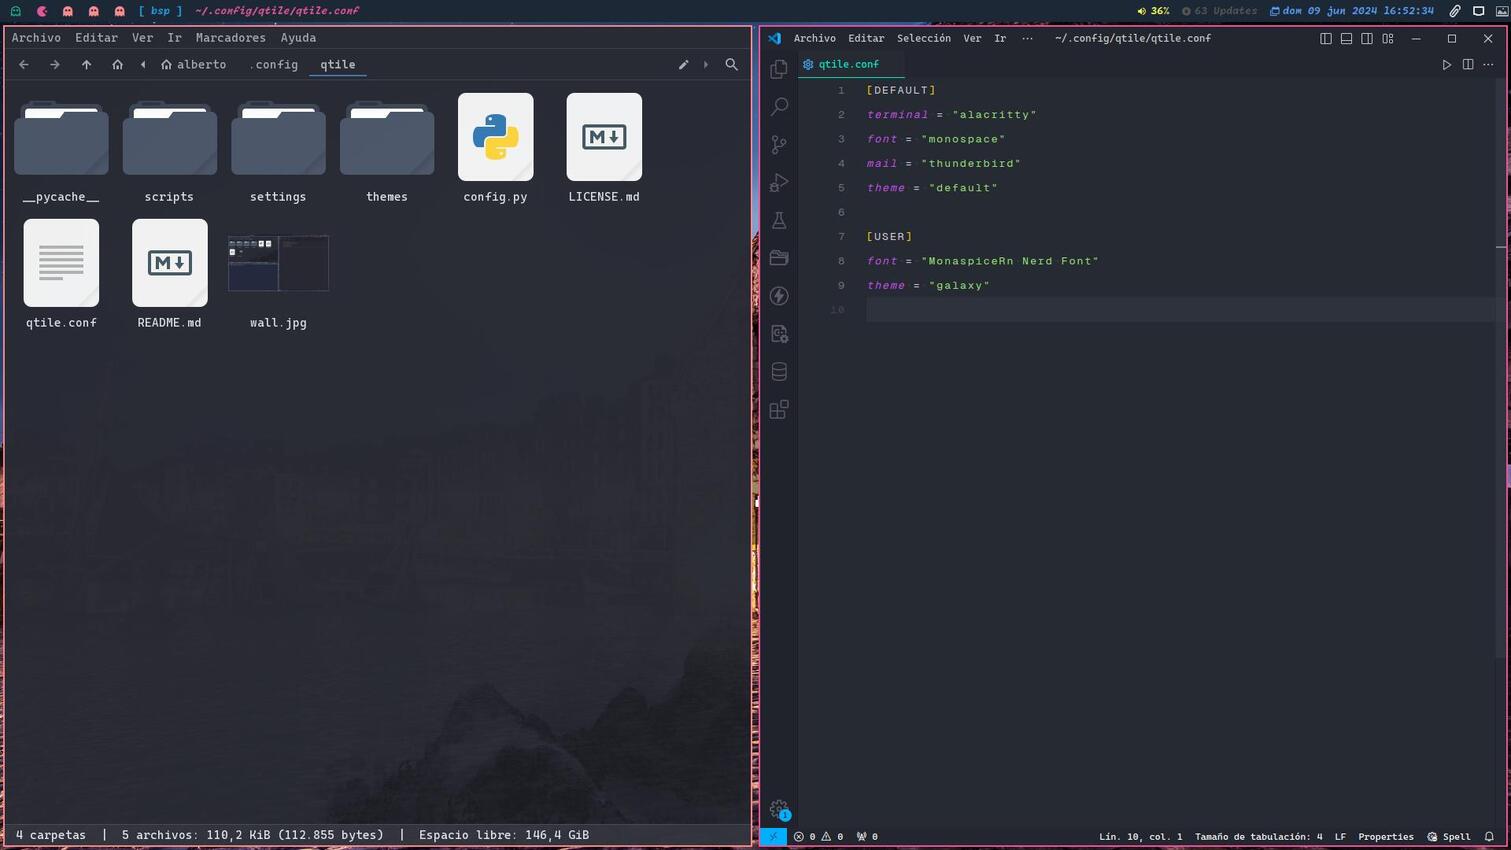 [ bsp ] ~/.config/qtile/qtile.conf
36% 63 Updates dom 09 jun 2024 16:52:34
Archivo Editar Ver Ir Marcadores Ayuda
alberto .config qtile
__pycache__ scripts settings themes config.py LICENSE.md
qtile.conf README.md wall.jpg
4 carpetas | 5 archivos: 110,2 KiB (112.855 bytes) | Espacio libre: 146,4 GiB
Archivo Editar Selección Ver Ir ··· ~/.config/qtile/qtile.conf
qtile.conf
1 [DEFAULT]
2 terminal = "alacritty"
3 font = "monospace"
4 mail = "thunderbird"
5 theme = "default"
6
7 [USER]
8 font = "MonaspiceRn Nerd Font"
9 theme = "galaxy"
10
1
0 0 0 Lín. 10, col. 1 Tamaño de tabulación: 4 LF Properties Spell